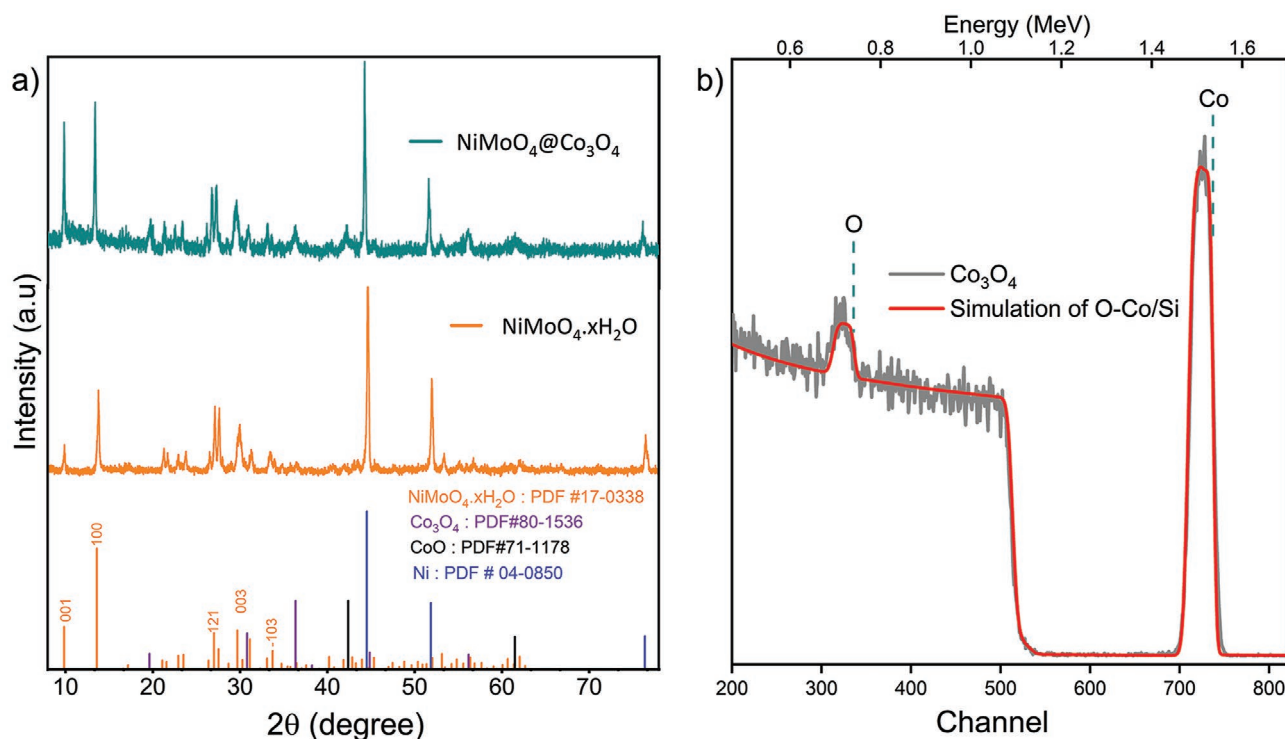 a)
Intensity (a.u)
NiMoO₄@Co₃O₄
NiMoO₄.xH₂O
NiMoO₄.xH₂O : PDF #17-0338
Co₃O₄ : PDF#80-1536
CoO : PDF#71-1178
Ni : PDF # 04-0850
001
100
121
003
-103
10 20 30 40 50 60 70
2θ (degree)
b)
Energy (MeV)
0.6 0.8 1.0 1.2 1.4 1.6
Co
O
Co₃O₄
Simulation of O-Co/Si
200 300 400 500 600 700 800
Channel